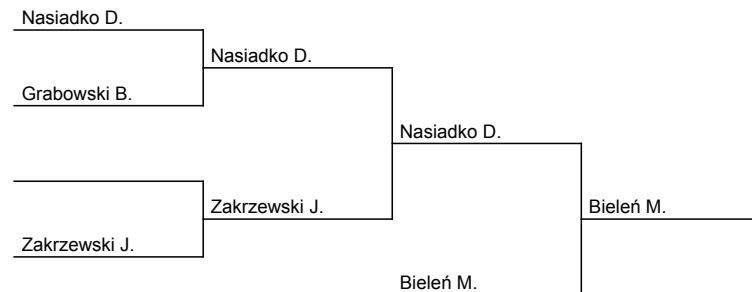 Nasiadko D.
Nasiadko D.
Grabowski B.
Nasiadko D.
Zakrzewski J.
Bieleń M.
Zakrzewski J.
Bieleń M.